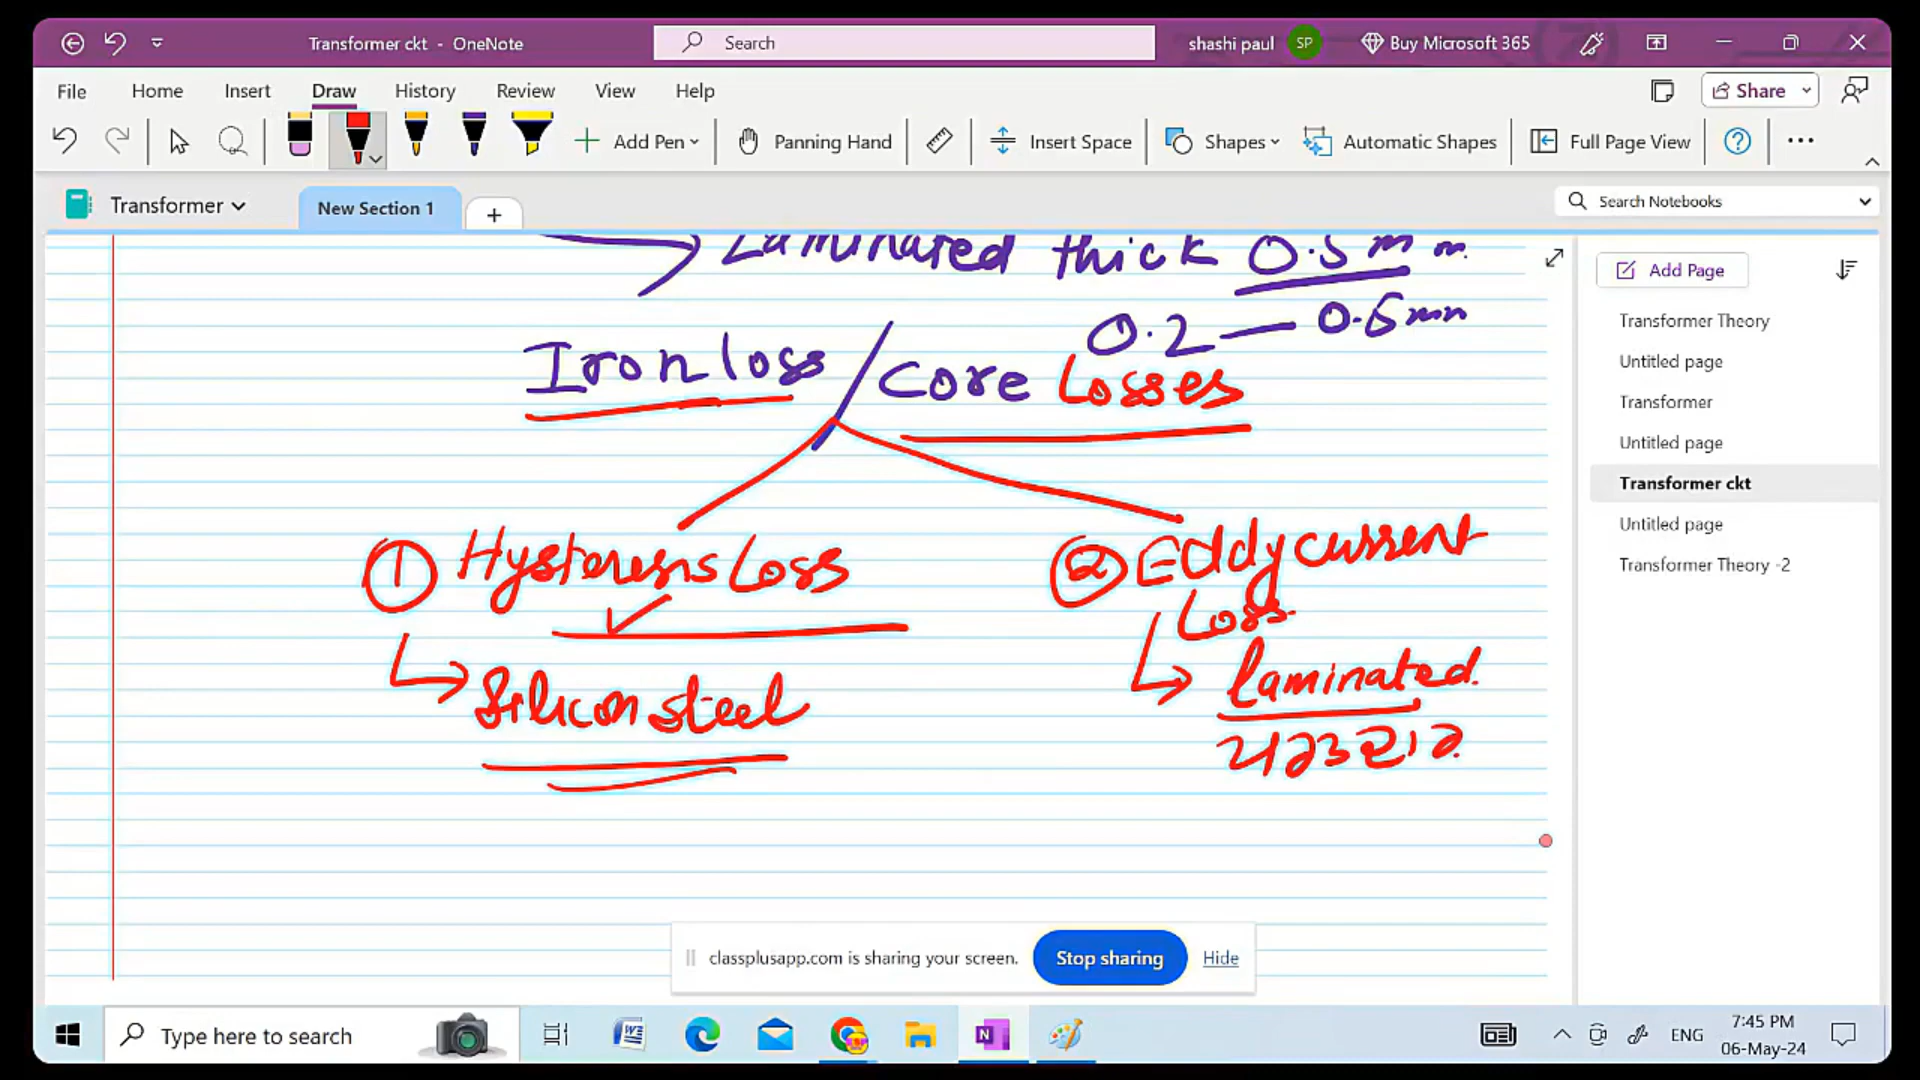 Transformer ckt - OneNote
Search
shashi paul SP
Buy Microsoft 365
File Home Insert Draw History Review View Help
Share
Add Pen Panning Hand Insert Space Shapes Automatic Shapes Full Page View
Transformer New Section 1
Search Notebooks
Laminated thick 0.5mm.
0.2 — 0.5mm
Iron loss / Core Losses
① Hysteresis Loss
② Eddy current
Loss.
Silicon steel
laminated.
Add Page
Transformer Theory
Untitled page
Transformer
Untitled page
Transformer ckt
Untitled page
Transformer Theory -2
classplusapp.com is sharing your screen. Stop sharing Hide
Type here to search
ENG
7:45 PM
06-May-24